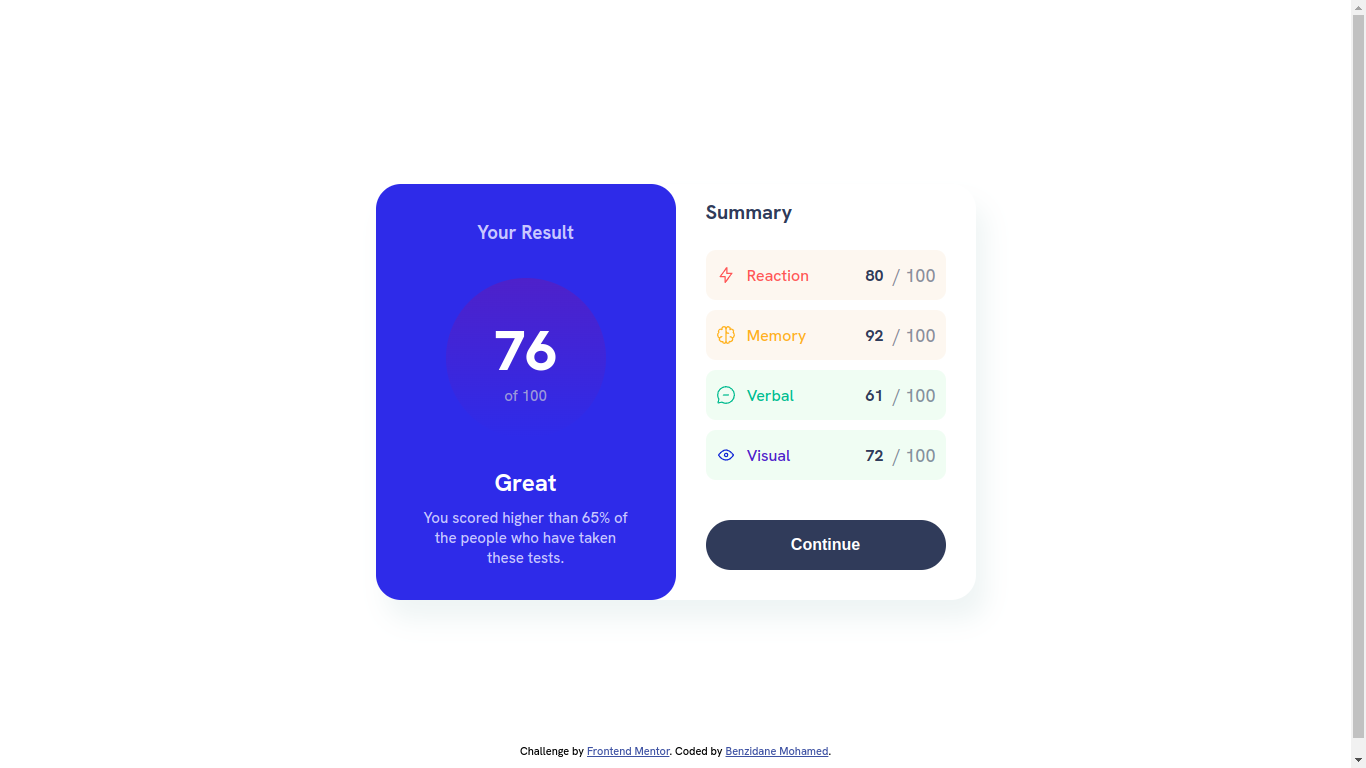 Your Result
76
of 100
Great
You scored higher than 65% of
the people who have taken
these tests.
Summary
Reaction 80 / 100
Memory 92 / 100
Verbal 61 / 100
Visual 72 / 100
Continue
Challenge by Frontend Mentor. Coded by Benzidane Mohamed.